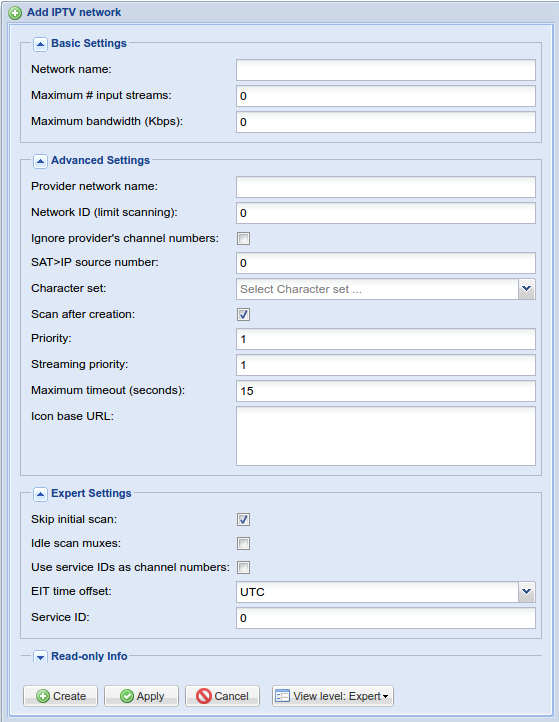 Add IPTV network
Basic Settings
Network name:
Maximum # input streams: 0
Maximum bandwidth (Kbps): 0
Advanced Settings
Provider network name:
Network ID (limit scanning): 0
Ignore provider's channel numbers:
SAT>IP source number: 0
Character set: Select Character set ...
Scan after creation:
Priority: 1
Streaming priority: 1
Maximum timeout (seconds): 15
Icon base URL:
Expert Settings
Skip initial scan:
Idle scan muxes:
Use service IDs as channel numbers:
EIT time offset: UTC
Service ID: 0
Read-only Info
Create Apply Cancel View level: Expert